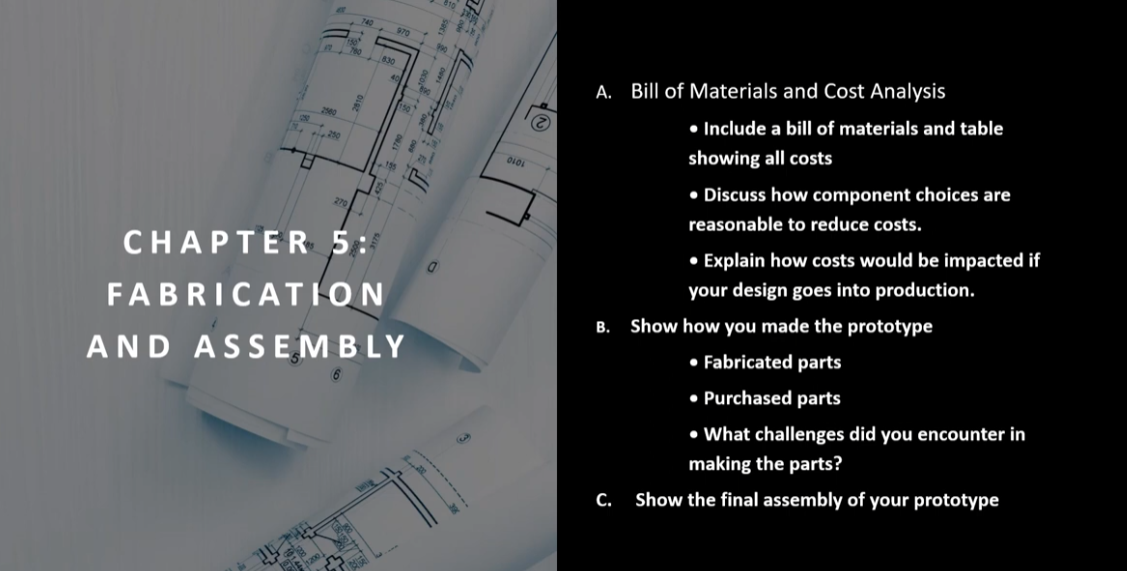 CHAPTER 5:
FABRICATION
AND ASSEMBLY
A. Bill of Materials and Cost Analysis
• Include a bill of materials and table
showing all costs
• Discuss how component choices are
reasonable to reduce costs.
• Explain how costs would be impacted if
your design goes into production.
B. Show how you made the prototype
• Fabricated parts
• Purchased parts
• What challenges did you encounter in
making the parts?
C. Show the final assembly of your prototype